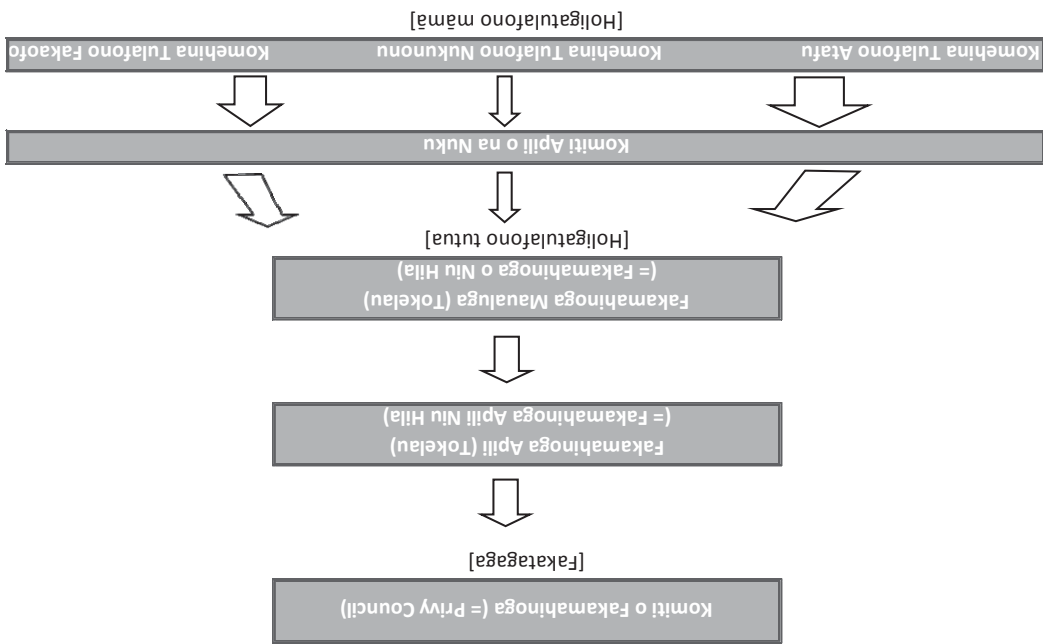 Komiti o Fakamahinoga (= Privy Council)
[Fakatagaga]
Fakamahinoga Apili (Tokelau)
(= Fakamahinoga Apili Niu Hila)
Fakamahinoga Maualuga (Tokelau)
(= Fakamahinoga o Niu Hila)
[Holigatulafono tutua]
Komiti Apili o na Nuku
Komehina Tulafono Fakaofo
Komehina Tulafono Nukunonu
Komehina Tulafono Atafu
[Holigatulafono māmā]